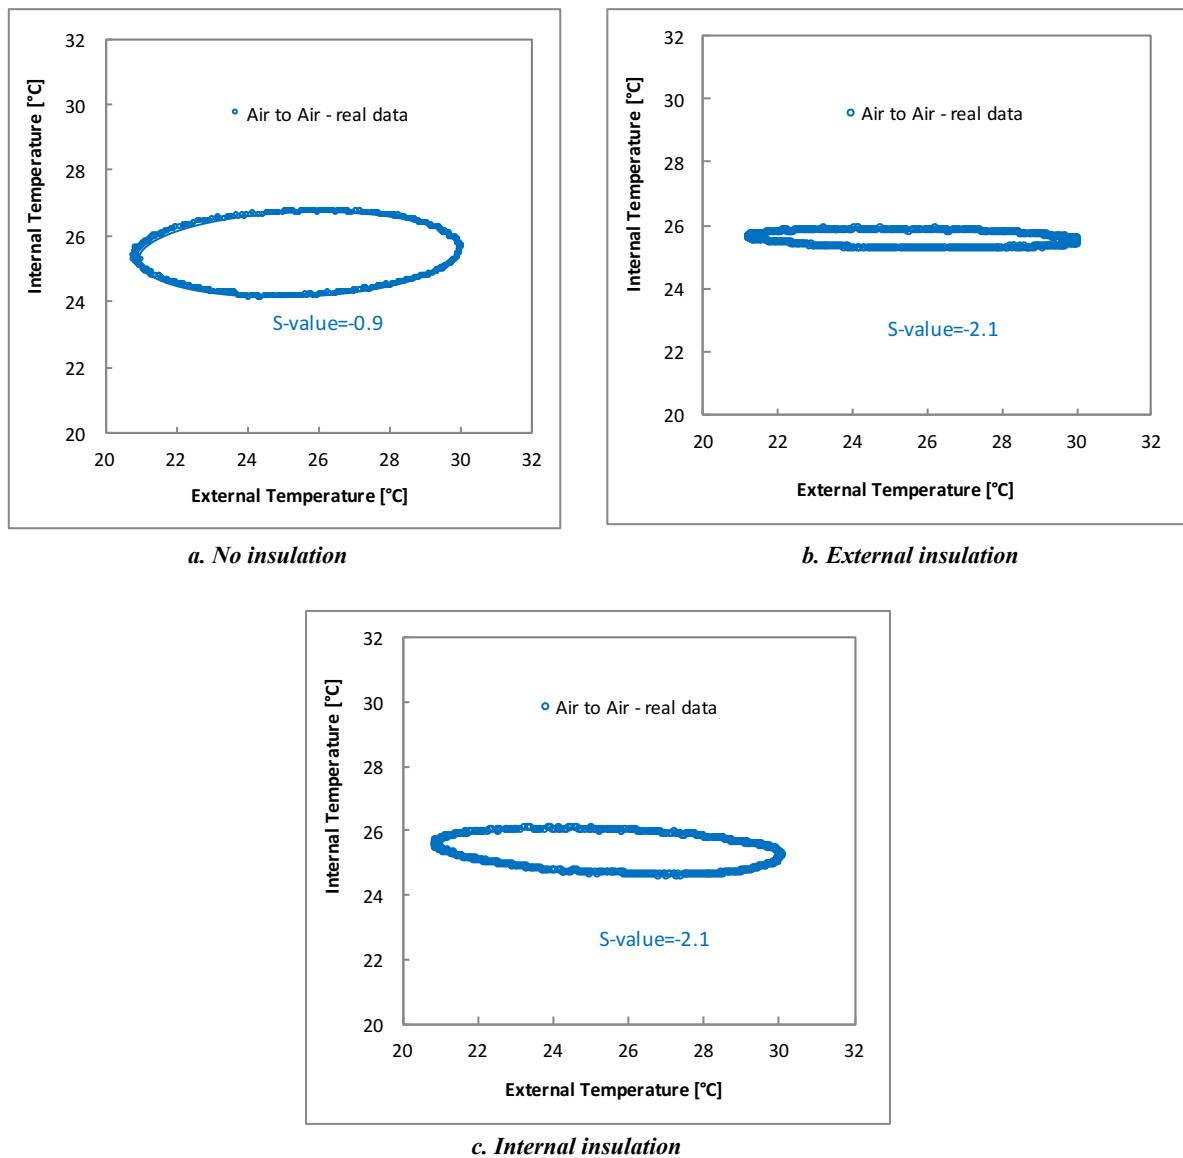 32
30
28
26
24
22
20
20 22 24 26 28 30 32
Internal Temperature [°C]
External Temperature [°C]
Air to Air - real data
S-value=-0.9
a. No insulation
32
30
28
26
24
22
20
20 22 24 26 28 30 32
Internal Temperature [°C]
External Temperature [°C]
Air to Air - real data
S-value=-2.1
b. External insulation
32
30
28
26
24
22
20
20 22 24 26 28 30 32
Internal Temperature [°C]
External Temperature [°C]
Air to Air - real data
S-value=-2.1
c. Internal insulation